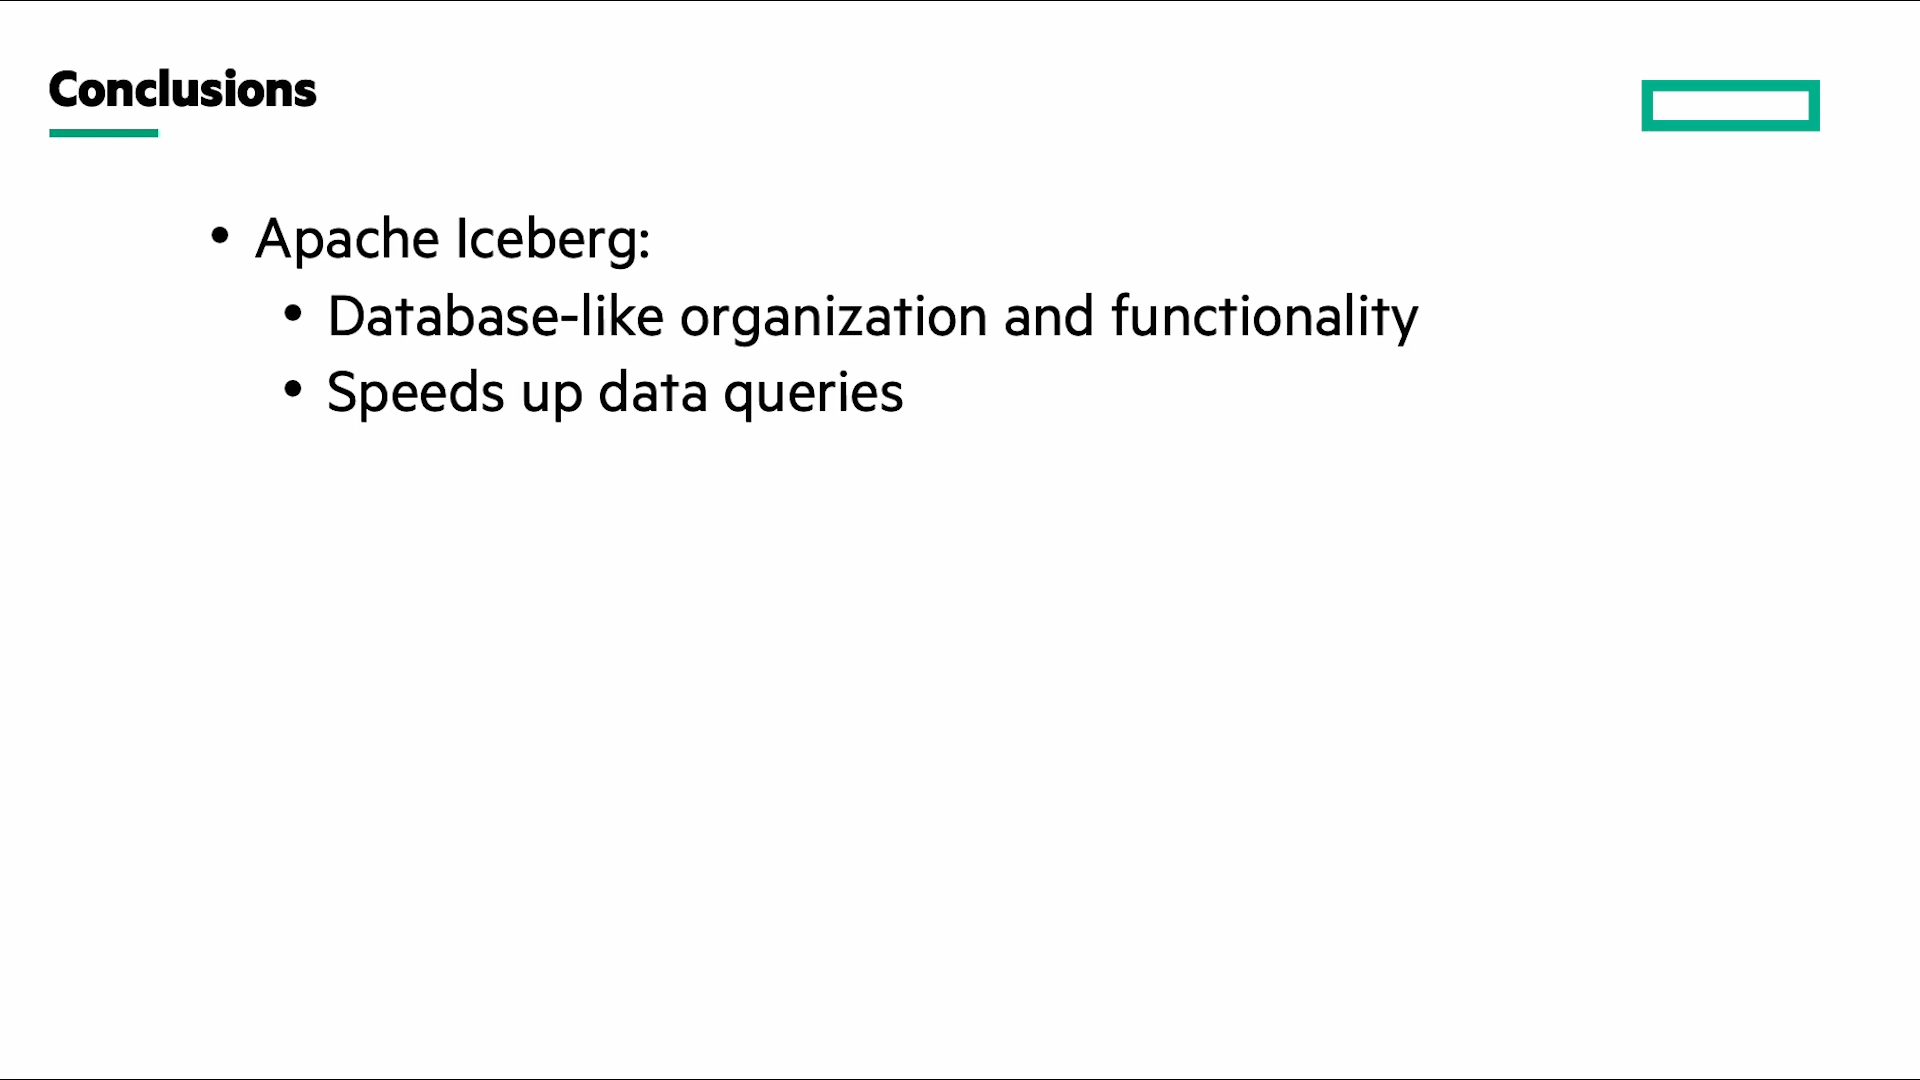 Conclusions
• Apache Iceberg:
• Database-like organization and functionality
• Speeds up data queries